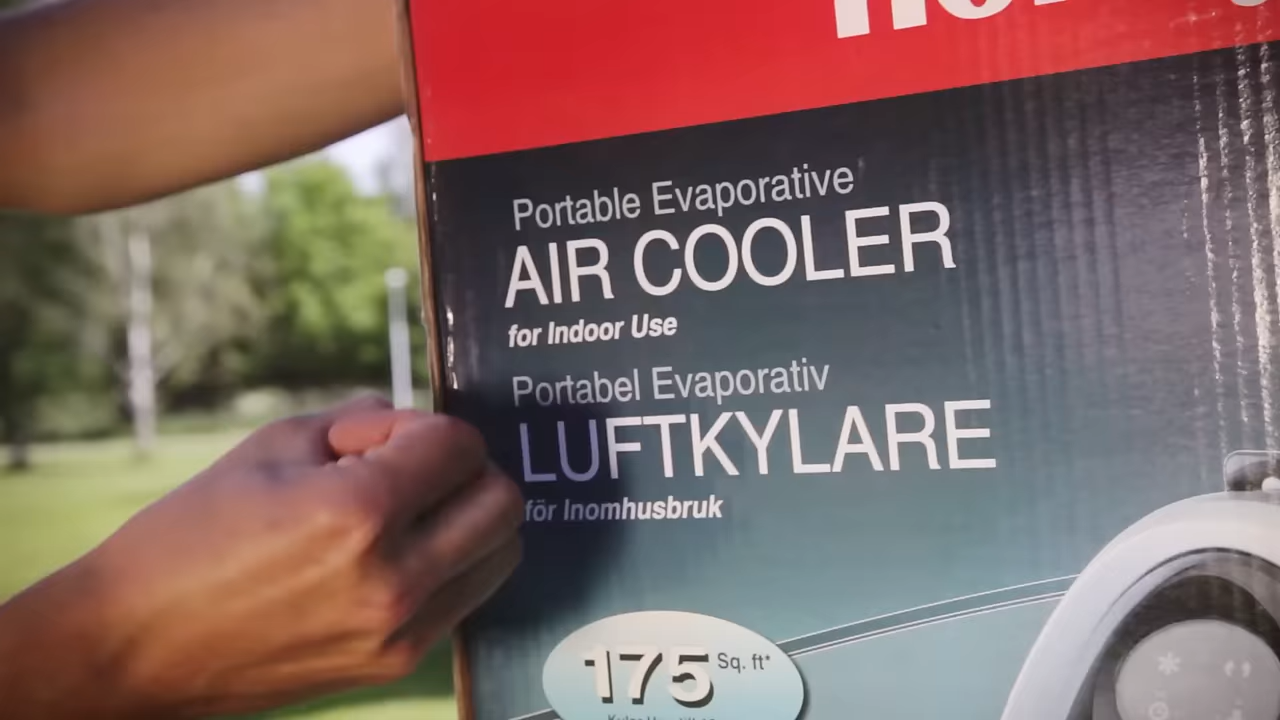 Portable Evaporative
AIR COOLER
for Indoor Use
Portabel Evaporativ
LUFTKYLARE
för Inomhusbruk
175 Sq. ft*